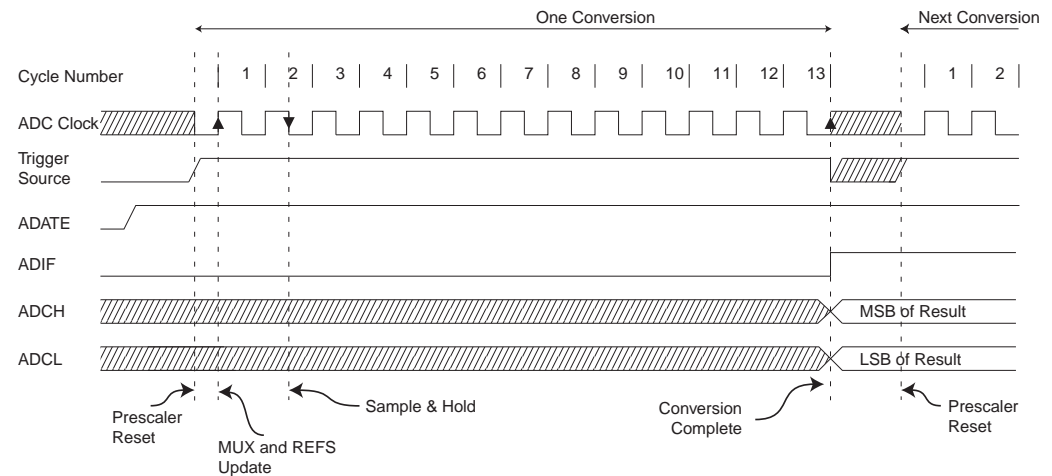 One Conversion
Next Conversion
Cycle Number
1 2 3 4 5 6 7 8 9 10 11 12 13 1 2
ADC Clock
Trigger
Source
ADATE
ADIF
ADCH
MSB of Result
ADCL
LSB of Result
Prescaler
Reset
MUX and REFS
Update
Sample & Hold
Conversion
Complete
Prescaler
Reset